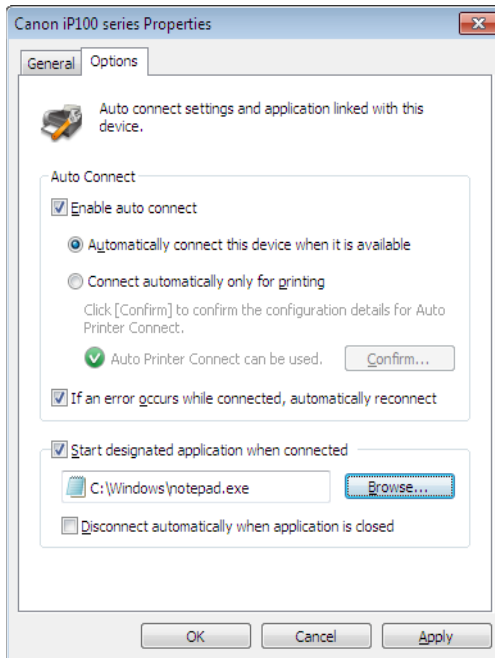 Canon iP100 series Properties
General
Options
Auto connect settings and application linked with this
device.
Auto Connect
Enable auto connect
Automatically connect this device when it is available
Connect automatically only for printing
Click [Confirm] to confirm the configuration details for Auto
Printer Connect.
Auto Printer Connect can be used.
Confirm...
If an error occurs while connected, automatically reconnect
Start designated application when connected
C:\Windows\notepad.exe
Browse...
Disconnect automatically when application is closed
OK
Cancel
Apply